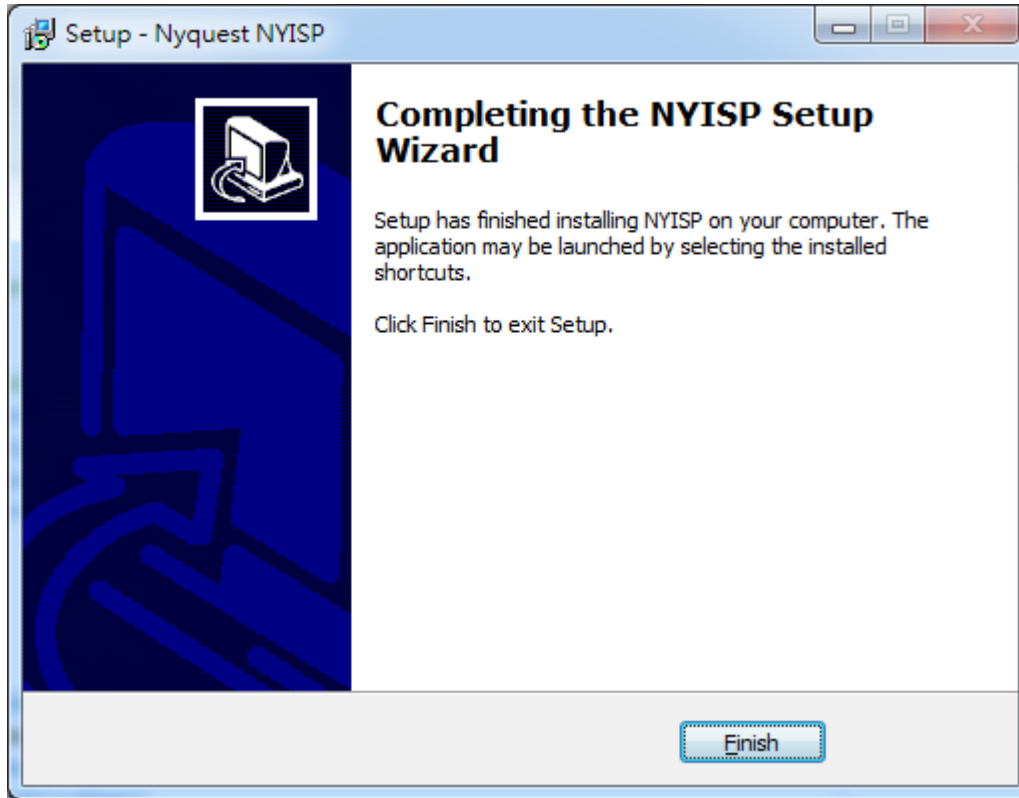 Setup - Nyquest NYISP
Completing the NYISP Setup
Wizard
Setup has finished installing NYISP on your computer. The
application may be launched by selecting the installed
shortcuts.
Click Finish to exit Setup.
Finish